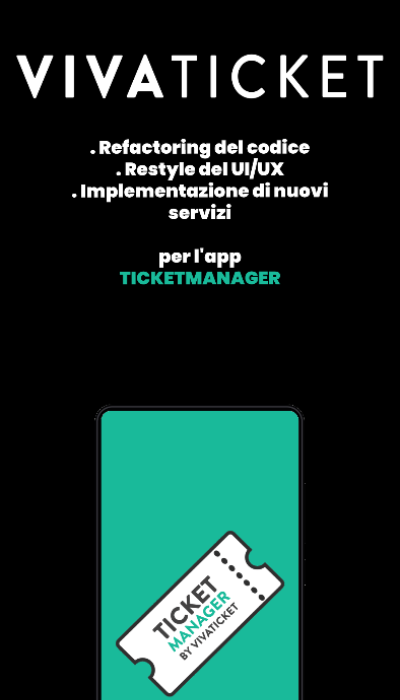 VIVATICKET
. Refactoring del codice
. Restyle del UI/UX
. Implementazione di nuovi
servizi
per l'app
TICKETMANAGER
TICKET
MANAGER
BY VIVATICKET